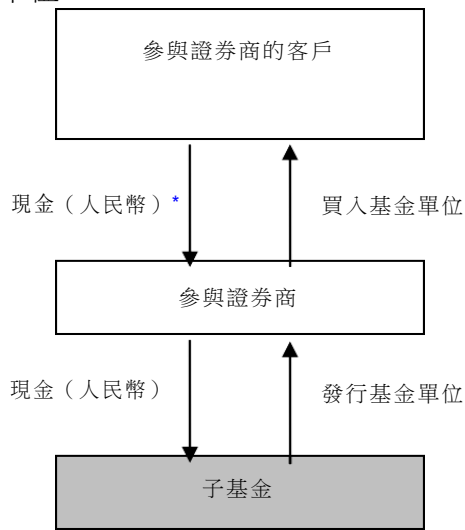 參與證券商的客戶
現金（人民幣）*
買入基金單位
參與證券商
現金（人民幣）
發行基金單位
子基金